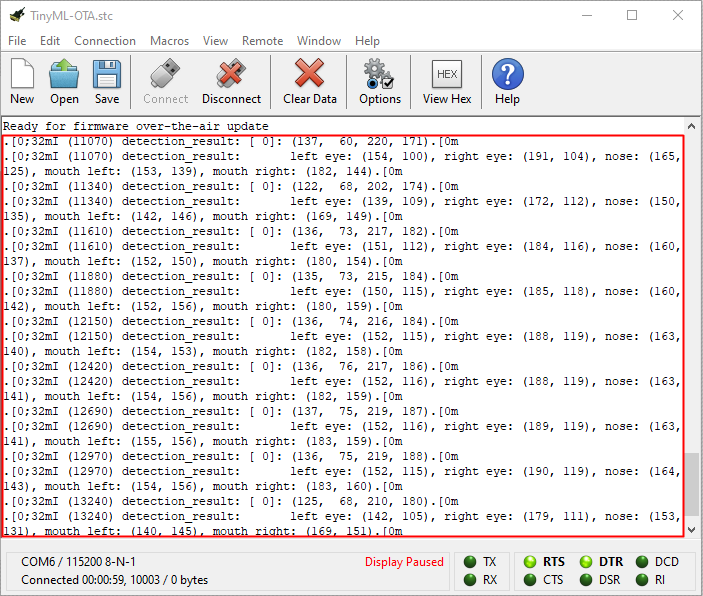 TinyML-OTA.stc
File Edit Connection Macros View Remote Window Help
New Open Save Connect Disconnect Clear Data Options HEX View Hex ? Help
Ready for firmware over-the-air update
.[0;32mI (11070) detection_result: [ 0]: (137,  60, 220, 171).[0m
.[0;32mI (11070) detection_result:       left eye: (154, 100), right eye: (191, 104), nose: (165,
125), mouth left: (153, 139), mouth right: (182, 144).[0m
.[0;32mI (11340) detection_result: [ 0]: (122,  68, 202, 174).[0m
.[0;32mI (11340) detection_result:       left eye: (139, 109), right eye: (172, 112), nose: (150,
135), mouth left: (142, 146), mouth right: (169, 149).[0m
.[0;32mI (11610) detection_result: [ 0]: (136,  73, 217, 182).[0m
.[0;32mI (11610) detection_result:       left eye: (151, 112), right eye: (184, 116), nose: (160,
137), mouth left: (152, 150), mouth right: (180, 154).[0m
.[0;32mI (11880) detection_result: [ 0]: (135,  73, 215, 184).[0m
.[0;32mI (11880) detection_result:       left eye: (150, 115), right eye: (185, 118), nose: (160,
142), mouth left: (152, 156), mouth right: (180, 159).[0m
.[0;32mI (12150) detection_result: [ 0]: (136,  74, 216, 184).[0m
.[0;32mI (12150) detection_result:       left eye: (152, 115), right eye: (188, 119), nose: (163,
140), mouth left: (154, 153), mouth right: (182, 158).[0m
.[0;32mI (12420) detection_result: [ 0]: (136,  76, 217, 186).[0m
.[0;32mI (12420) detection_result:       left eye: (152, 116), right eye: (188, 119), nose: (163,
141), mouth left: (154, 156), mouth right: (182, 159).[0m
.[0;32mI (12690) detection_result: [ 0]: (137,  75, 219, 187).[0m
.[0;32mI (12690) detection_result:       left eye: (152, 116), right eye: (189, 119), nose: (163,
141), mouth left: (155, 156), mouth right: (183, 159).[0m
.[0;32mI (12970) detection_result: [ 0]: (136,  75, 219, 188).[0m
.[0;32mI (12970) detection_result:       left eye: (152, 115), right eye: (190, 119), nose: (164,
143), mouth left: (154, 156), mouth right: (183, 160).[0m
.[0;32mI (13240) detection_result: [ 0]: (125,  68, 210, 180).[0m
.[0;32mI (13240) detection_result:       left eye: (142, 105), right eye: (179, 111), nose: (153,
131), mouth left: (140, 145), mouth right: (169, 151).[0m
COM6 / 115200 8-N-1 Display Paused TX RTS DTR DCD
Connected 00:00:59, 10003 / 0 bytes RX CTS DSR RI